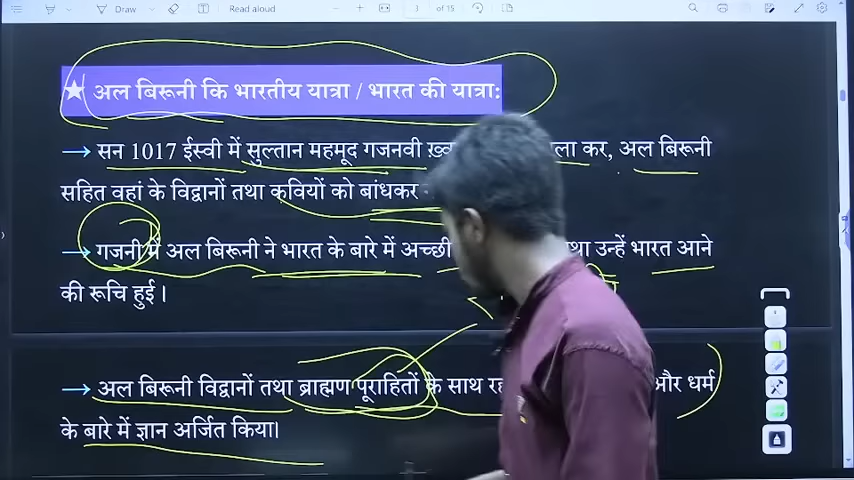 Draw
Read aloud
3 of 15
★ अल बिरूनी कि भारतीय यात्रा / भारत की यात्रा:
→ सन 1017 ईस्वी में सुल्तान महमूद गजनवी ला कर, अल बिरूनी
सहित वहां के विद्वानों तथा कवियों को बांधकर
→ गजनी में अल बिरूनी ने भारत के बारे में अच्छी था उन्हें भारत आने
की रूचि हुई।
→ अल बिरूनी विद्वानों तथा ब्राह्मण पूराहितों के साथ और धर्म
के बारे में ज्ञान अर्जित किया।